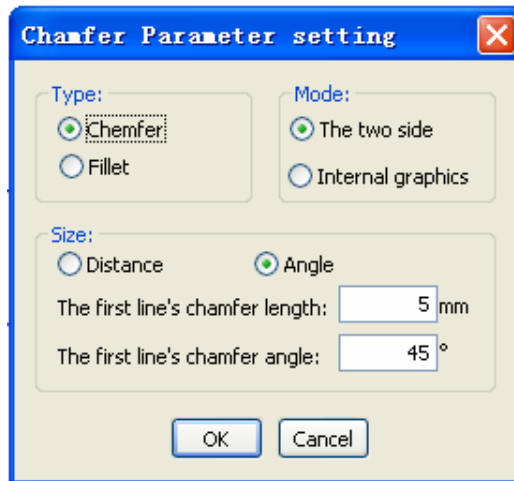 Chamfer Parameter setting
Type:
Chemfer
Fillet
Mode:
The two side
Internal graphics
Size:
Distance Angle
The first line's chamfer length: 5 mm
The first line's chamfer angle: 45 °
OK Cancel